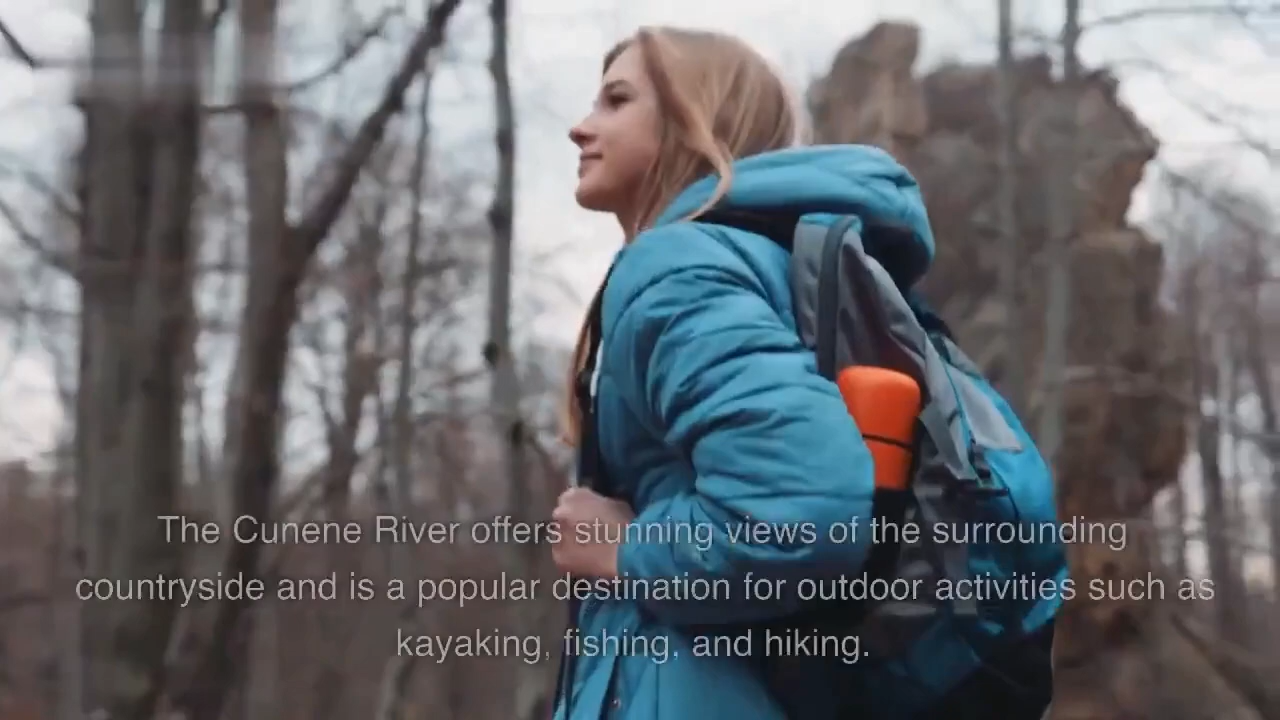 The Cunene River offers stunning views of the surrounding
countryside and is a popular destination for outdoor activities such as
kayaking, fishing, and hiking.